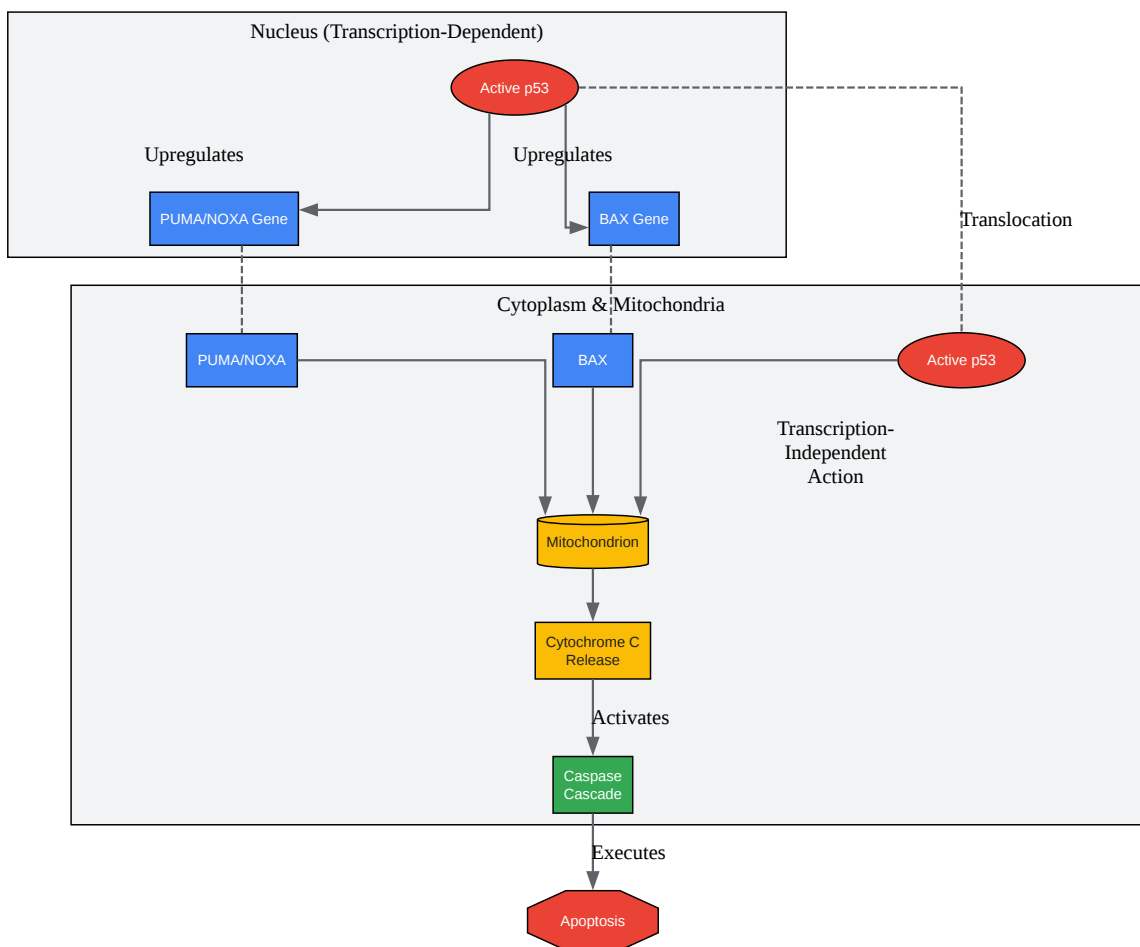 Nucleus (Transcription-Dependent)
Active p53
Upregulates
Upregulates
PUMA/NOXA Gene
BAX Gene
Translocation
Cytoplasm & Mitochondria
PUMA/NOXA
BAX
Active p53
Transcription-
Independent
Action
Mitochondrion
Cytochrome C
Release
Activates
Caspase
Cascade
Executes
Apoptosis